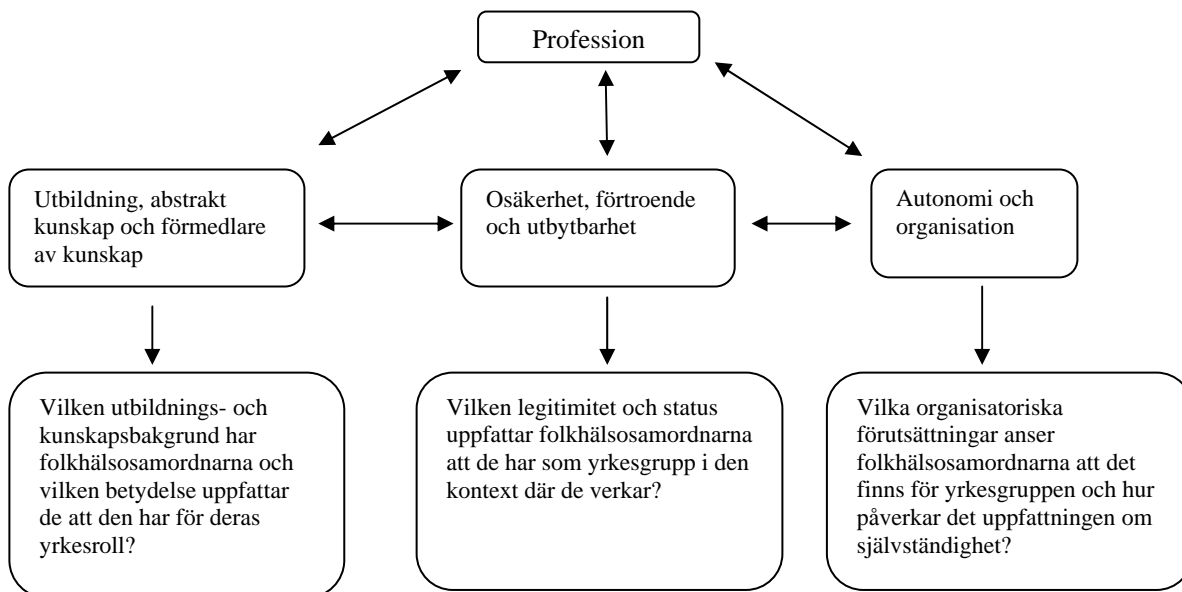 Profession
Utbildning, abstrakt
kunskap och förmedlare
av kunskap
Osäkerhet, förtroende
och utbytbarhet
Autonomi och
organisation
Vilken utbildnings- och
kunskapsbakgrund har
folkhälsosamordnarna och
vilken betydelse uppfattar
de att den har för deras
yrkesroll?
Vilken legitimitet och status
uppfattar folkhälsosamordnarna
att de har som yrkesgrupp i den
kontext där de verkar?
Vilka organisatoriska
förutsättningar anser
folkhälsosamordnarna att det
finns för yrkesgruppen och hur
påverkar det uppfattningen om
självständighet?